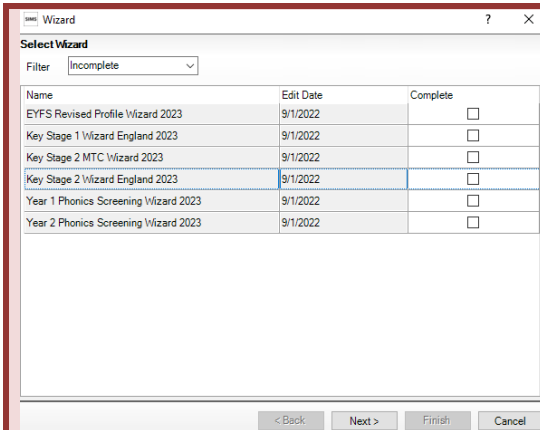 SIMS Wizard ? ×
Select Wizard
Filter Incomplete
Name Edit Date Complete
EYFS Revised Profile Wizard 2023 9/1/2022
Key Stage 1 Wizard England 2023 9/1/2022
Key Stage 2 MTC Wizard 2023 9/1/2022
Key Stage 2 Wizard England 2023 9/1/2022
Year 1 Phonics Screening Wizard 2023 9/1/2022
Year 2 Phonics Screening Wizard 2023 9/1/2022
< Back Next > Finish Cancel